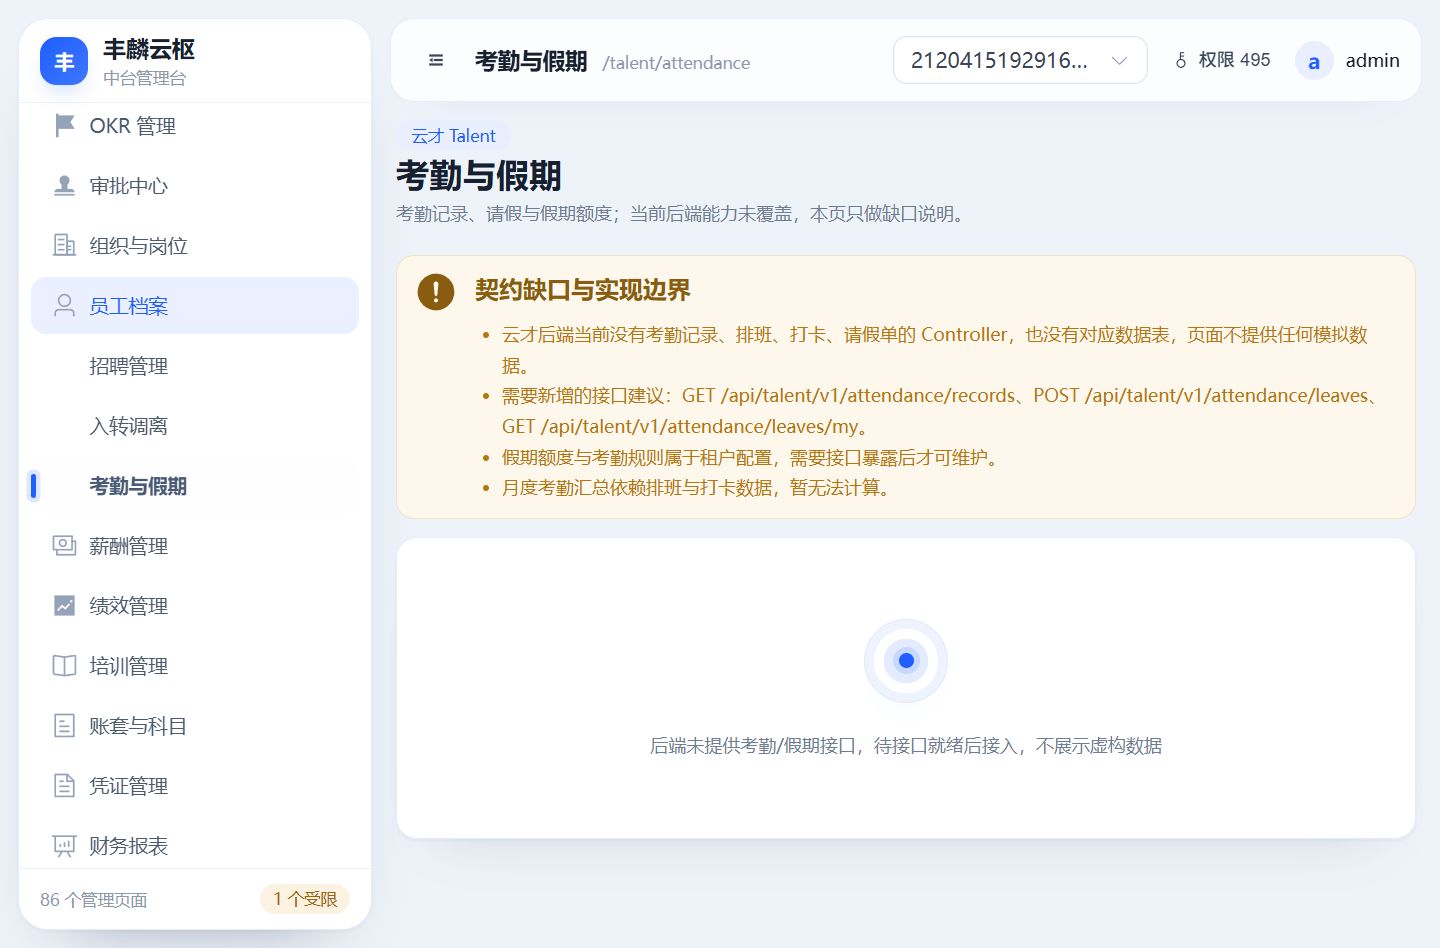 丰
丰麟云枢
中台管理台
OKR 管理
审批中心
组织与岗位
员工档案
招聘管理
入转调离
考勤与假期
薪酬管理
绩效管理
培训管理
账套与科目
凭证管理
财务报表
86 个管理页面
1 个受限
考勤与假期 /talent/attendance
2120415192916...
权限 495
a
admin
云才 Talent
考勤与假期
考勤记录、请假与假期额度；当前后端能力未覆盖，本页只做缺口说明。
契约缺口与实现边界
• 云才后端当前没有考勤记录、排班、打卡、请假单的 Controller，也没有对应数据表，页面不提供任何模拟数
据。
• 需要新增的接口建议：GET /api/talent/v1/attendance/records、POST /api/talent/v1/attendance/leaves、
GET /api/talent/v1/attendance/leaves/my。
• 假期额度与考勤规则属于租户配置，需要接口暴露后才可维护。
• 月度考勤汇总依赖排班与打卡数据，暂无法计算。
后端未提供考勤/假期接口，待接口就绪后接入，不展示虚构数据